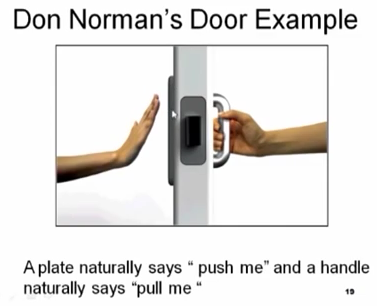 Don Norman's Door Example
A plate naturally says “ push me” and a handle
naturally says “pull me “
19